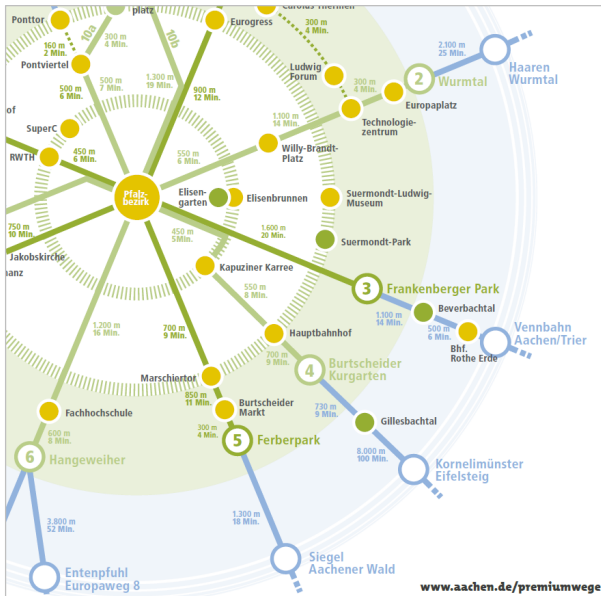 Carolus-Thermen
Ponttor
platz
Eurogress
160 m
2 Min.
10a
300 m
4 Min.
10b
300 m
4 Min.
2.100 m
25 Min.
Haaren
Wurmtal
Pontviertel
500 m
6 Min.
500 m
7 Min.
1.300 m
19 Min.
900 m
12 Min.
Ludwig
Forum
300 m
4 Min.
2
Wurmtal
Europaplatz
of
SuperC
1.100 m
14 Min.
Technologie-
zentrum
RWTH
450 m
6 Min.
550 m
6 Min.
Willy-Brandt-
Platz
Pfalz-
bezirk
Elisen-
garten
Elisenbrunnen
Suermondt-Ludwig-
Museum
750 m
10 Min.
450 m
5Min.
1.600 m
20 Min.
Suermondt-Park
Jakobskirche
anz
Kapuziner Karree
550 m
8 Min.
3
Frankenberger Park
1.100 m
14 Min.
Beverbachtal
500 m
6 Min.
Bhf.
Rothe Erde
Vennbahn
Aachen/Trier
1.200 m
16 Min.
700 m
9 Min.
Hauptbahnhof
700 m
9 Min.
4
Burtscheider
Kurgarten
Marschiertor
850 m
11 Min.
Burtscheider
Markt
300 m
4 Min.
5
Ferberpark
730 m
9 Min.
Gillesbachtal
Fachhochschule
600 m
8 Min.
6
Hangeweiher
8.000 m
100 Min.
Kornelimünster
Eifelsteig
3.800 m
52 Min.
1.300 m
18 Min.
Entenpfuhl
Europaweg 8
Siegel
Aachener Wald
www.aachen.de/premiumwege